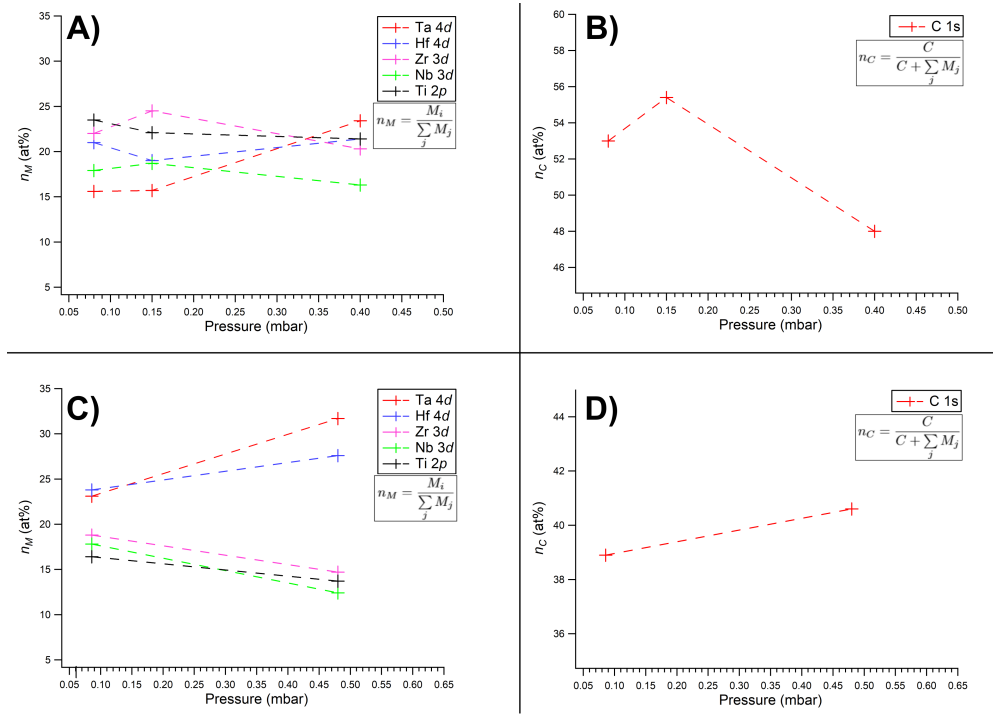 A)
Ta 4d
Hf 4d
Zr 3d
Nb 3d
Ti 2p
n_M = M_i / ∑_j M_j
35
30
25
20
15
10
5
n_M (at%)
0.05 0.10 0.15 0.20 0.25 0.30 0.35 0.40 0.45 0.50
Pressure (mbar)
B)
C 1s
n_C = C / C + ∑_j M_j
60
58
56
54
52
50
48
46
n_C (at%)
0.05 0.10 0.15 0.20 0.25 0.30 0.35 0.40 0.45 0.50
Pressure (mbar)
C)
Ta 4d
Hf 4d
Zr 3d
Nb 3d
Ti 2p
n_M = M_i / ∑_j M_j
35
30
25
20
15
10
5
n_M (at%)
0.05 0.10 0.15 0.20 0.25 0.30 0.35 0.40 0.45 0.50 0.55 0.60 0.65
Pressure (mbar)
D)
C 1s
n_C = C / C + ∑_j M_j
44
42
40
38
36
n_C (at%)
0.05 0.10 0.15 0.20 0.25 0.30 0.35 0.40 0.45 0.50 0.55 0.60 0.65
Pressure (mbar)